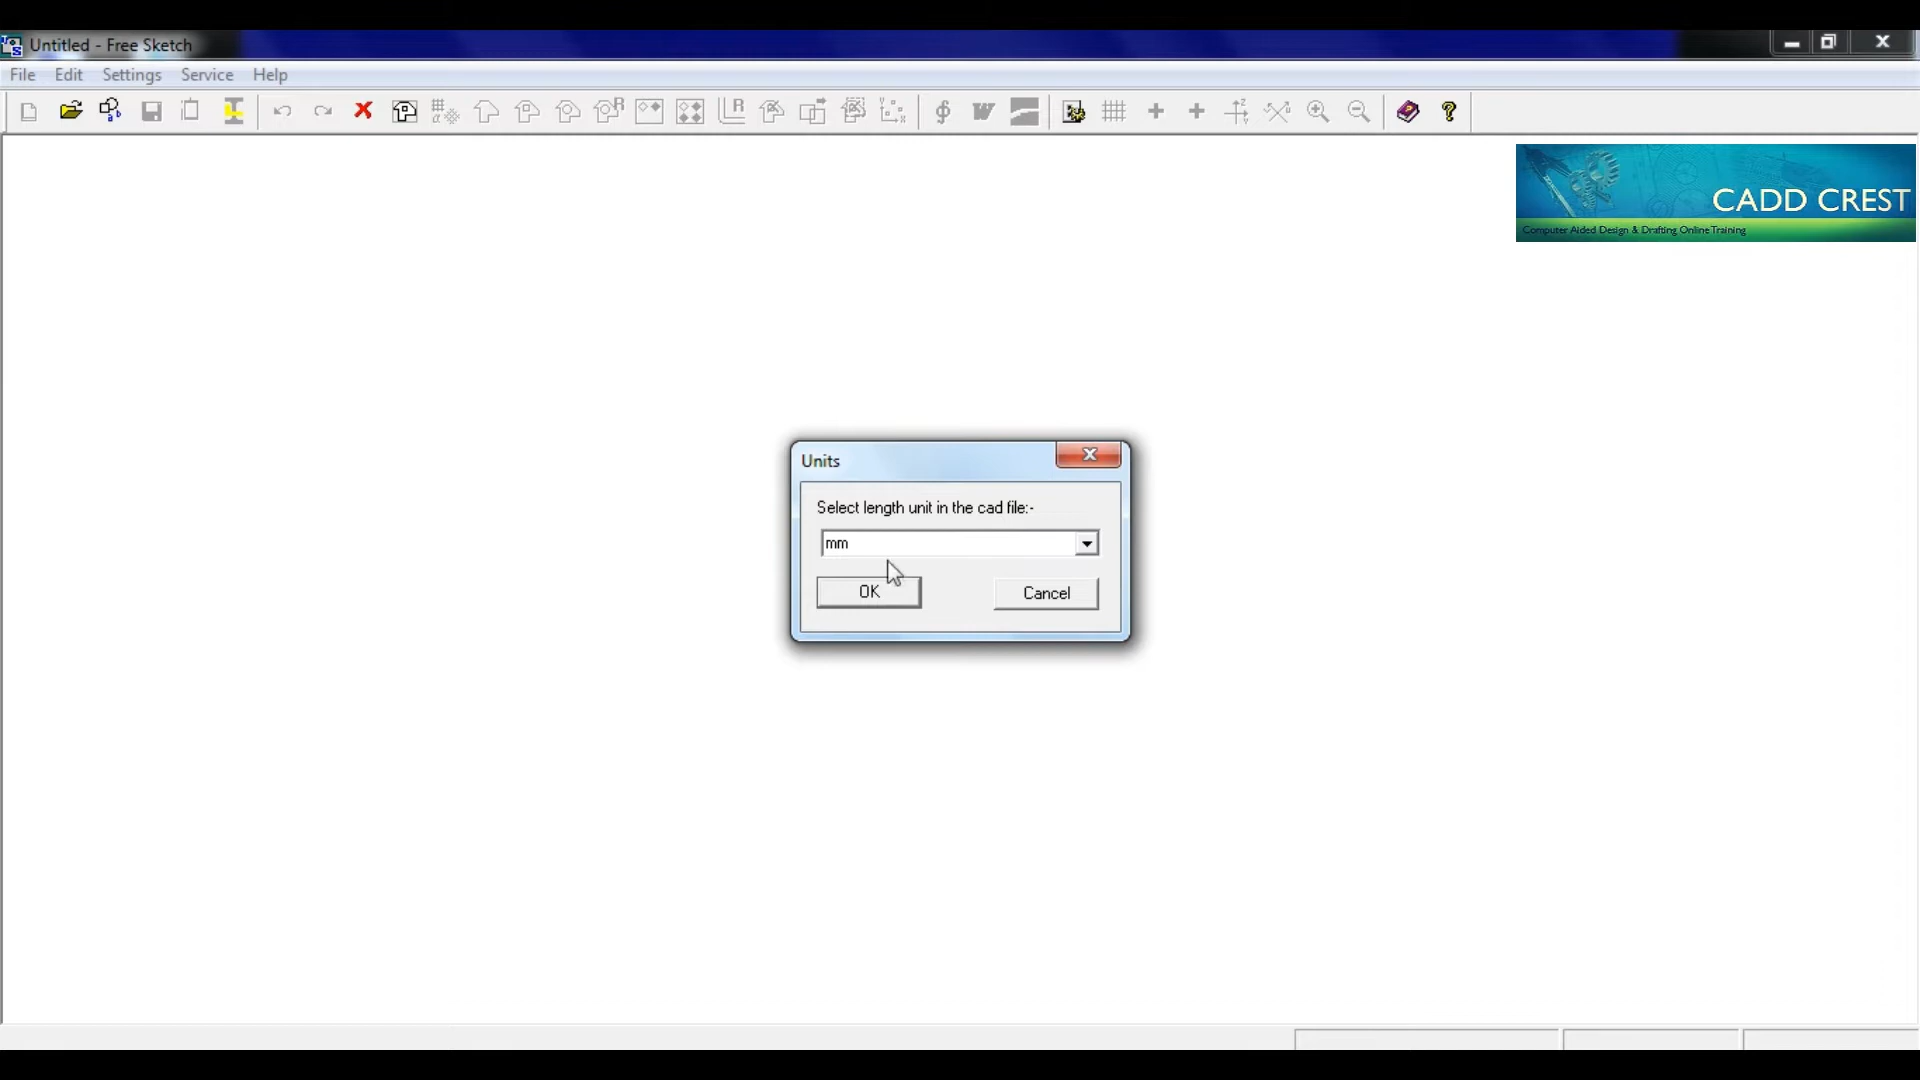 Untitled - Free Sketch
File Edit Settings Service Help
CADD CREST
Computer Aided Design & Drafting Online Training
Units
Select length unit in the cad file:-
mm
OK Cancel